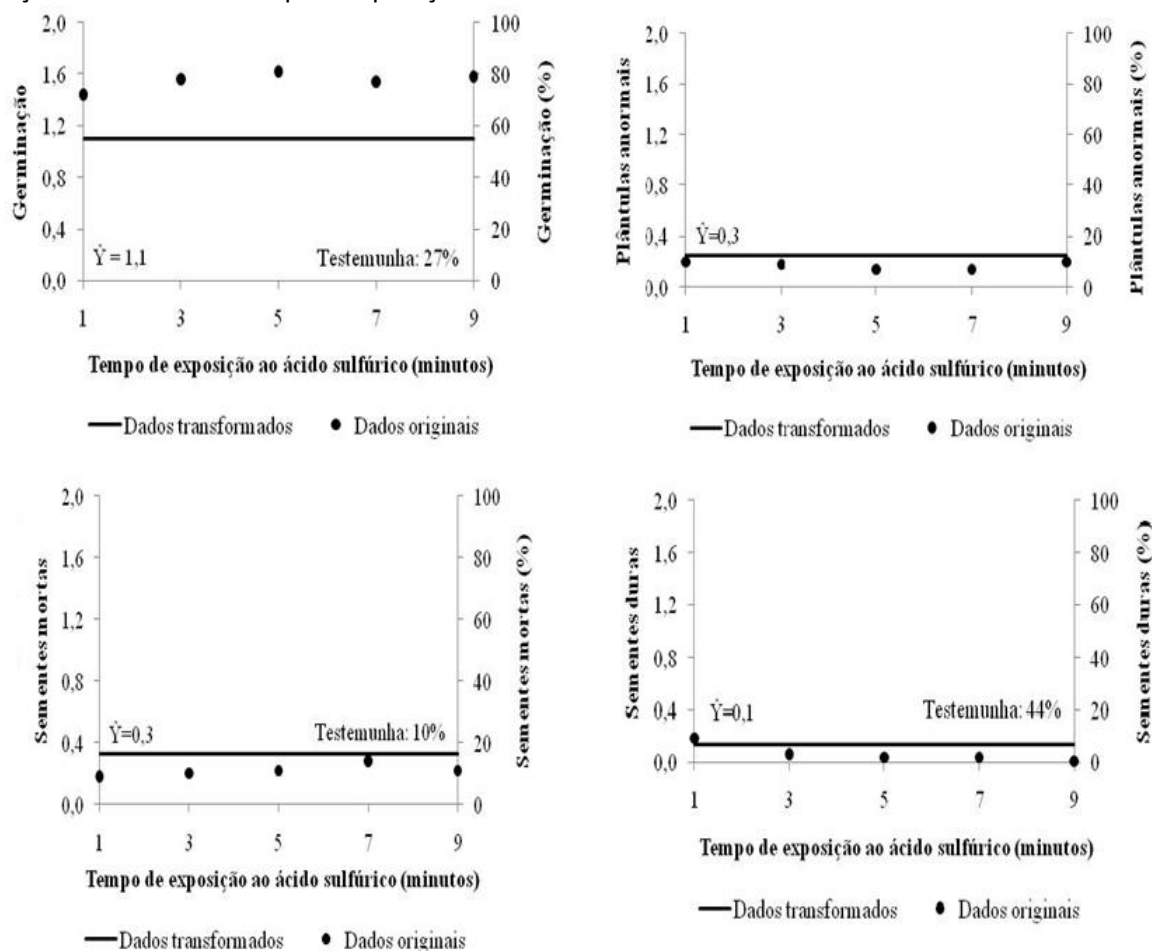 2,0
100
1,6
80
1,2
60
0,8
40
0,4
20
0,0
0
Germinação
Germinação (%)
Ŷ = 1,1
Testemunha: 27%
1 3 5 7 9
Tempo de exposição ao ácido sulfúrico (minutos)
Dados transformados
Dados originais
2,0
100
1,6
80
1,2
60
0,8
40
0,4
20
0,0
0
Plântulas anormais
Plântulas anormais (%)
Ŷ=0,3
1 3 5 7 9
Tempo de exposição ao ácido sulfúrico (minutos)
Dados transformados
Dados originais
2,0
100
1,6
80
1,2
60
0,8
40
0,4
20
0,0
0
Sementes mortas
Sementes mortas (%)
Ŷ=0,3
Testemunha: 10%
1 3 5 7 9
Tempo de exposição ao ácido sulfúrico (minutos)
Dados transformados
Dados originais
2,0
100
1,6
80
1,2
60
0,8
40
0,4
20
0,0
0
Sementes duras
Sementes duras (%)
Ŷ=0,1
Testemunha: 44%
1 3 5 7 9
Tempo de exposição ao ácido sulfúrico (minutos)
Dados transformados
Dados originais